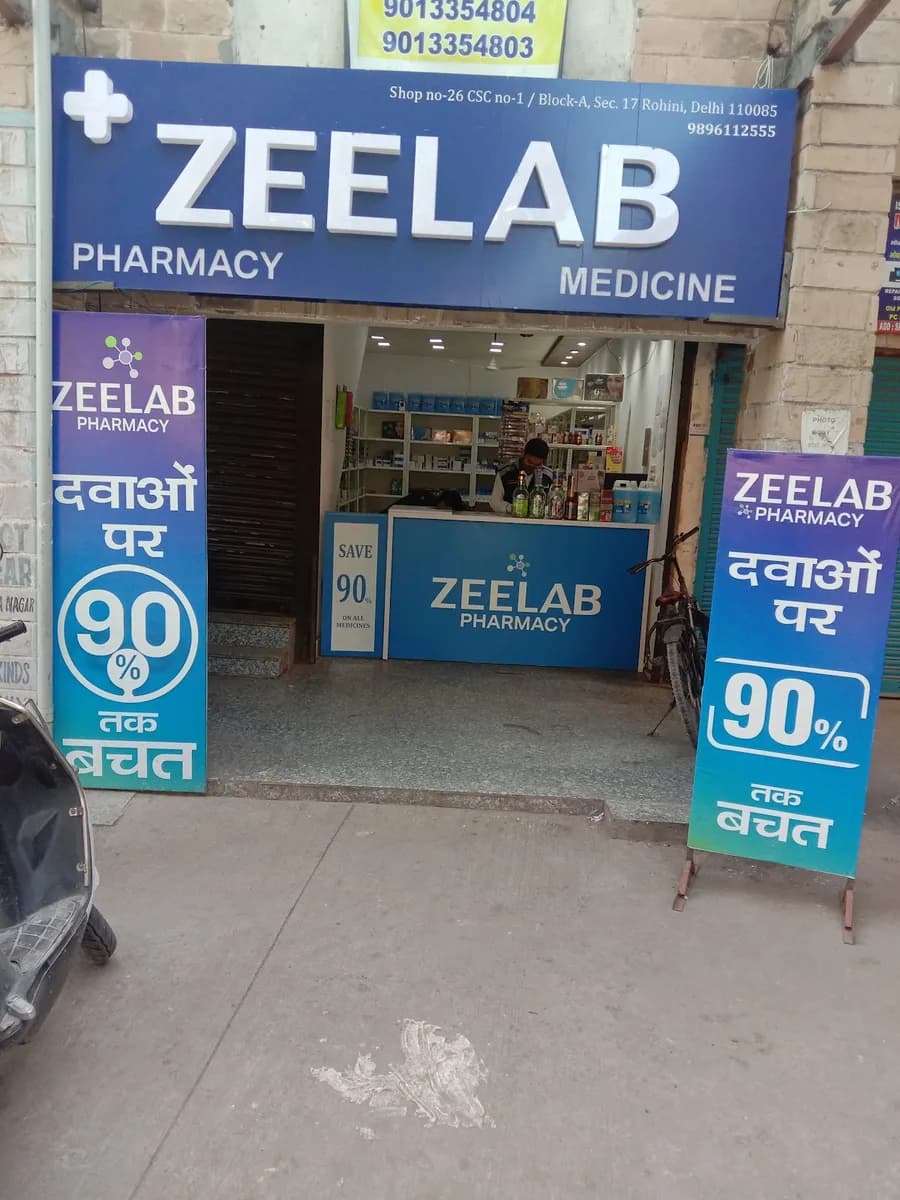 9013354804
9013354803
Shop no-26 CSC no-1 / Block-A, Sec. 17 Rohini, Delhi 110085
9896112555
ZEELAB
PHARMACY
MEDICINE
ZEELAB
PHARMACY
दवाओं
पर
90
%
तक
बचत
SAVE
90%
ON ALL
MEDICINES
ZEELAB
PHARMACY
ZEELAB
PHARMACY
दवाओं
पर
90%
तक
बचत
PHOTO
NAGAR